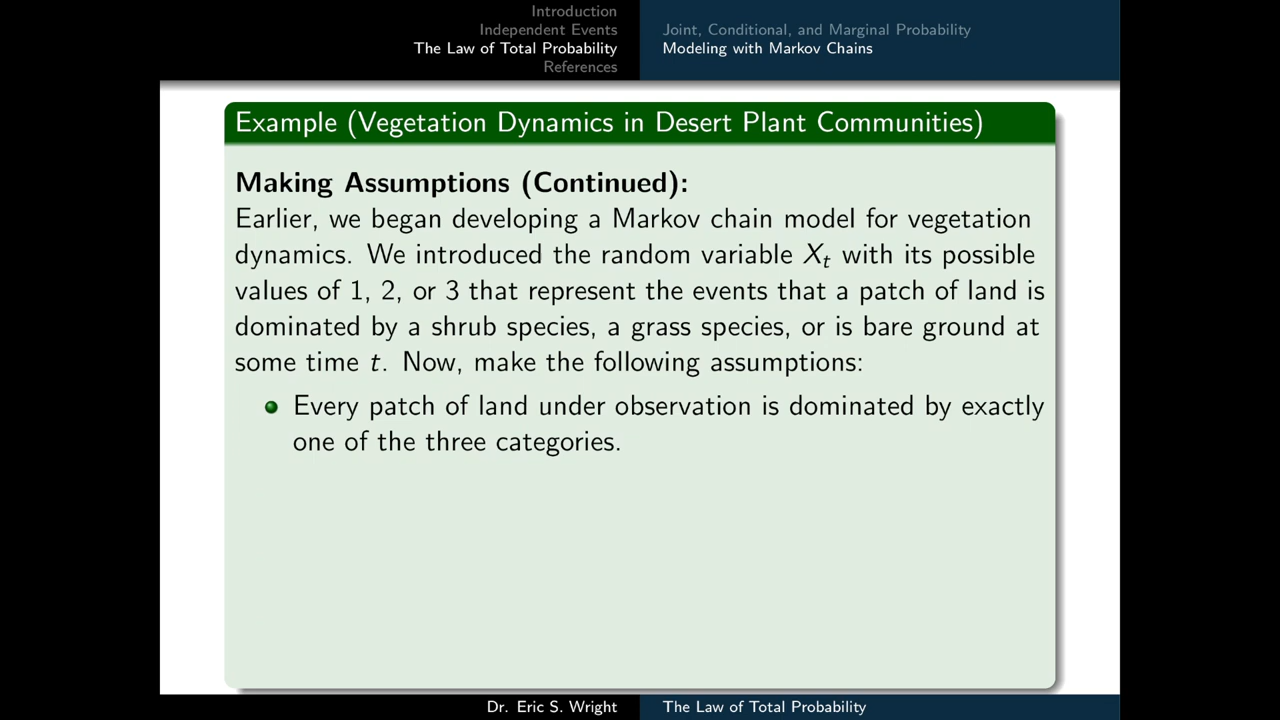 Introduction
Independent Events
The Law of Total Probability
References
Joint, Conditional, and Marginal Probability
Modeling with Markov Chains
Example (Vegetation Dynamics in Desert Plant Communities)
Making Assumptions (Continued):
Earlier, we began developing a Markov chain model for vegetation
dynamics. We introduced the random variable Xₜ with its possible
values of 1, 2, or 3 that represent the events that a patch of land is
dominated by a shrub species, a grass species, or is bare ground at
some time t. Now, make the following assumptions:
Every patch of land under observation is dominated by exactly
one of the three categories.
Dr. Eric S. Wright
The Law of Total Probability